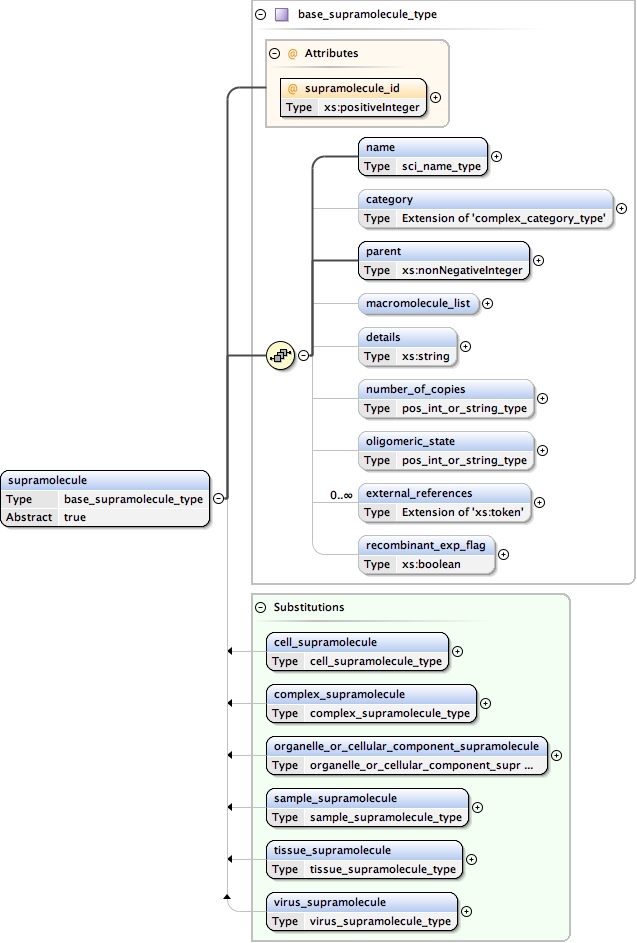 base_supramolecule_type
@ Attributes
@ supramolecule_id
Type xs:positiveInteger
name
Type sci_name_type
category
Type Extension of 'complex_category_type'
parent
Type xs:nonNegativeInteger
macromolecule_list
details
Type xs:string
number_of_copies
Type pos_int_or_string_type
oligomeric_state
Type pos_int_or_string_type
0..∞
external_references
Type Extension of 'xs:token'
recombinant_exp_flag
Type xs:boolean
supramolecule
Type base_supramolecule_type
Abstract true
Substitutions
cell_supramolecule
Type cell_supramolecule_type
complex_supramolecule
Type complex_supramolecule_type
organelle_or_cellular_component_supramolecule
Type organelle_or_cellular_component_supr ...
sample_supramolecule
Type sample_supramolecule_type
tissue_supramolecule
Type tissue_supramolecule_type
virus_supramolecule
Type virus_supramolecule_type